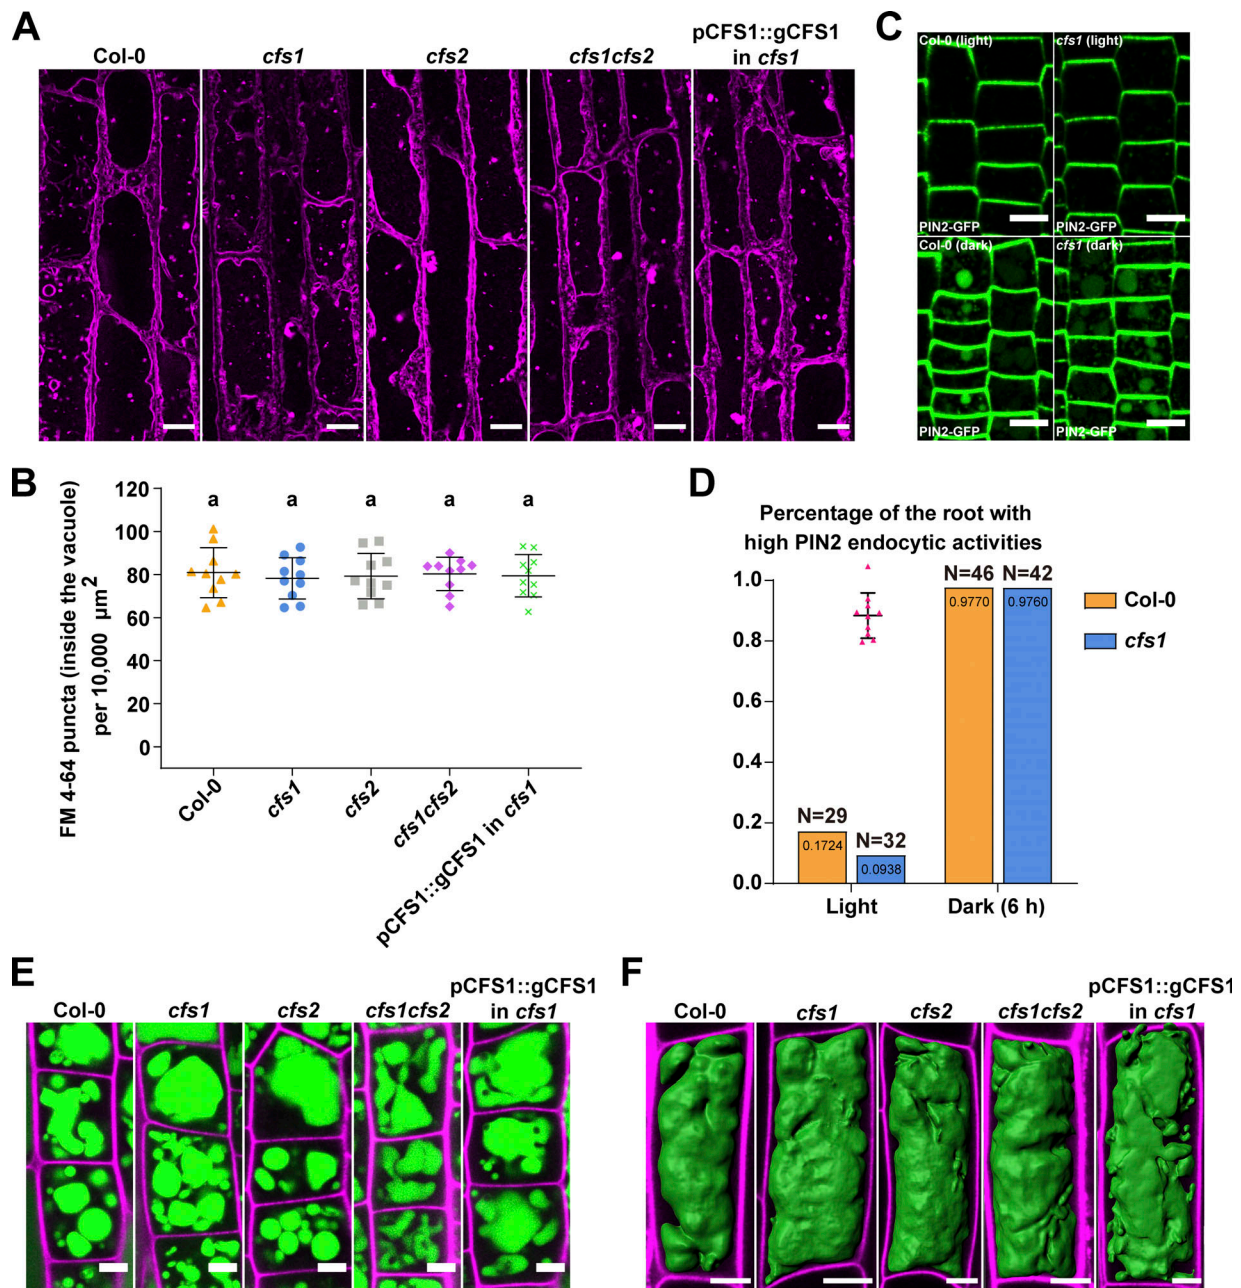 A
Col-0
cfs1
cfs2
cfs1cfs2
pCFS1::gCFS1
in cfs1
C
Col-0 (light)
cfs1 (light)
PIN2-GFP
PIN2-GFP
Col-0 (dark)
cfs1 (dark)
PIN2-GFP
PIN2-GFP
B
FM 4-64 puncta (inside the vacuole)
per 10,000 µm2
120
100
80
60
40
20
0
a
a
a
a
a
Col-0
cfs1
cfs2
cfs1cfs2
pCFS1::gCFS1 in cfs1
D
Percentage of the root with
high PIN2 endocytic activities
1.0
0.8
0.6
0.4
0.2
0.0
N=46
N=42
0.9770
0.9760
N=29
N=32
0.1724
0.0938
Light
Dark (6 h)
Col-0
cfs1
E
Col-0
cfs1
cfs2
cfs1cfs2
pCFS1::gCFS1
in cfs1
F
Col-0
cfs1
cfs2
cfs1cfs2
pCFS1::gCFS1
in cfs1